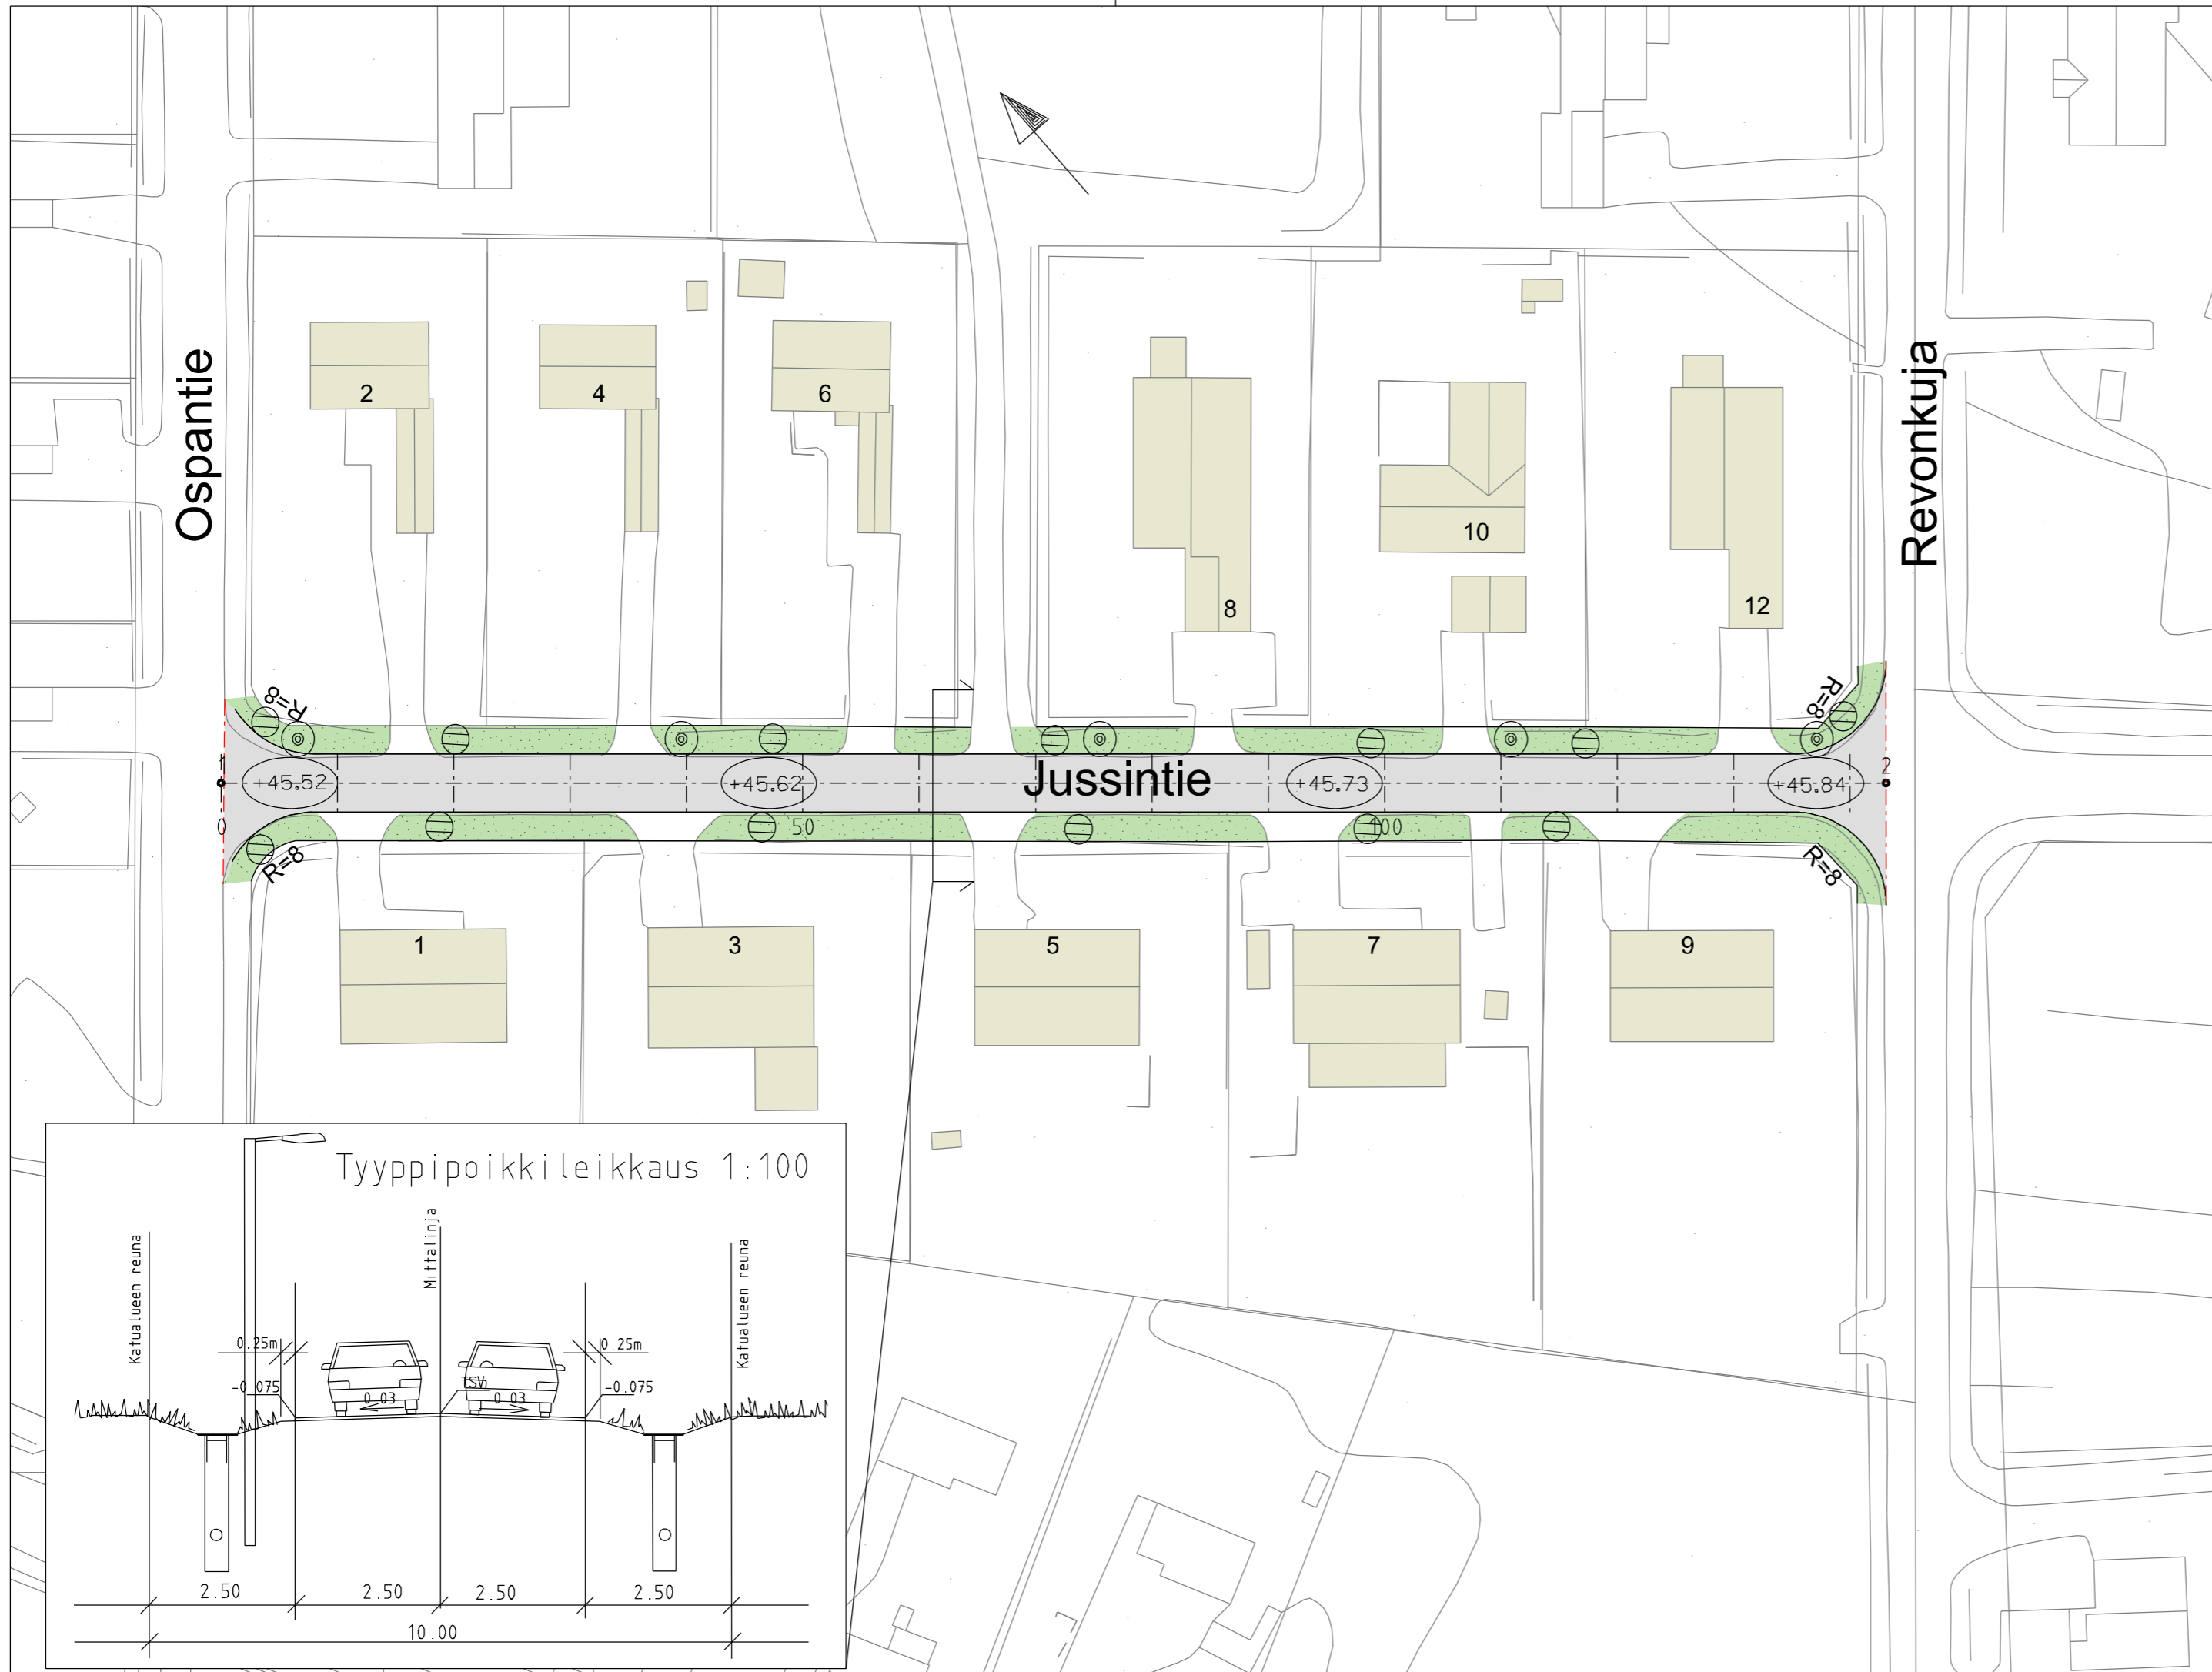 Ospantie
Revonkuja
2
4
6
8
10
12
R=8
R=8
1
2
+45.52
+45.62
Jussintie
+45.73
+45.84
0
50
100
R=8
R=8
1
3
5
7
9
Tyyppipoikkileikkaus 1:100
Katualueen reuna
Mittalinja
Katualueen reuna
0.25m
0.25m
-0.075
TSV
-0.075
0.03
0.03
2.50
2.50
2.50
2.50
10.00